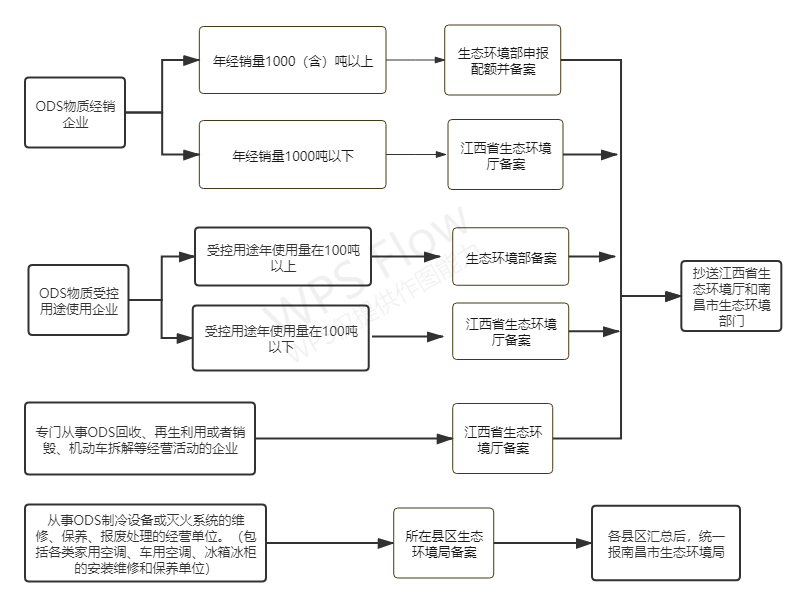 ODS物质经销
企业
年经销量1000（含）吨以上
生态环境部申报
配额并备案
年经销量1000吨以下
江西省生态环境
厅备案
ODS物质受控
用途使用企业
受控用途年使用量在100吨
以上
生态环境部备案
受控用途年使用量在100吨
以下
江西省生态环境
厅备案
专门从事ODS回收、再生利用或者销
毁、机动车拆解等经营活动的企业
江西省生态环
境厅备案
抄送江西省生
态环境厅和南
昌市生态环境
部门
从事ODS制冷设备或灭火系统的维
修、保养、报废处理的经营单位。（包
括各类家用空调、车用空调、冰箱冰柜
的安装维修和保养单位）
所在县区生态
环境局备案
各县区汇总后，统一
报南昌市生态环境局
WPS Flow
WPS仅提供作图能力